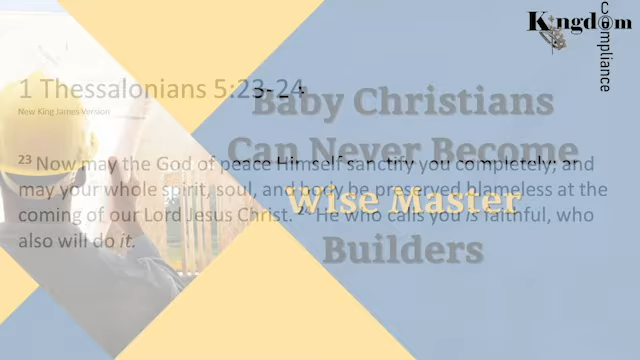 Kingdom
Compliance
1 Thessalonians 5:23-24
New King James Version
Baby Christians
Can Never Become
Wise Master
Builders
23 Now may the God of peace Himself sanctify you completely; and
may your whole spirit, soul, and body be preserved blameless at the
coming of our Lord Jesus Christ. 24 He who calls you is faithful, who
also will do it.